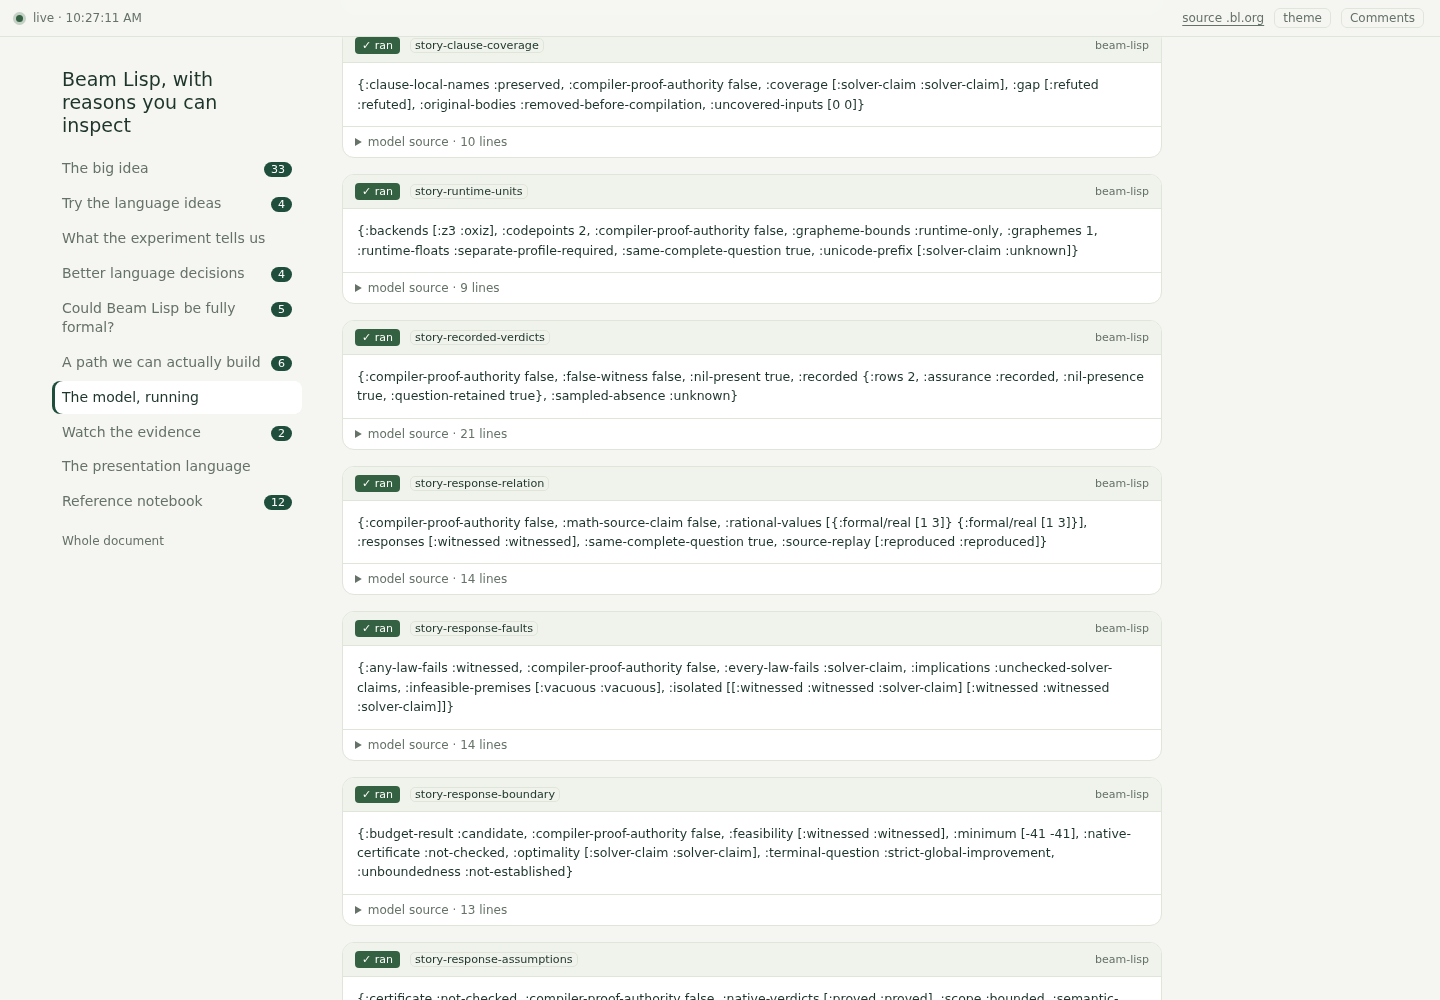 live · 10:27:11 AM
source .bl.org
theme
Comments
Beam Lisp, with
reasons you can
inspect
The big idea 33
Try the language ideas 4
What the experiment tells us
Better language decisions 4
Could Beam Lisp be fully
formal? 5
A path we can actually build 6
The model, running
Watch the evidence 2
The presentation language
Reference notebook 12
Whole document
✓ ran story-clause-coverage beam-lisp
{:clause-local-names :preserved, :compiler-proof-authority false, :coverage [:solver-claim :solver-claim], :gap [:refuted
:refuted], :original-bodies :removed-before-compilation, :uncovered-inputs [0 0]}
▶ model source · 10 lines
✓ ran story-runtime-units beam-lisp
{:backends [:z3 :oxiz], :codepoints 2, :compiler-proof-authority false, :grapheme-bounds :runtime-only, :graphemes 1,
:runtime-floats :separate-profile-required, :same-complete-question true, :unicode-prefix [:solver-claim :unknown]}
▶ model source · 9 lines
✓ ran story-recorded-verdicts beam-lisp
{:compiler-proof-authority false, :false-witness false, :nil-present true, :recorded {:rows 2, :assurance :recorded, :nil-presence
true, :question-retained true}, :sampled-absence :unknown}
▶ model source · 21 lines
✓ ran story-response-relation beam-lisp
{:compiler-proof-authority false, :math-source-claim false, :rational-values [{:formal/real [1 3]} {:formal/real [1 3]}],
:responses [:witnessed :witnessed], :same-complete-question true, :source-replay [:reproduced :reproduced]}
▶ model source · 14 lines
✓ ran story-response-faults beam-lisp
{:any-law-fails :witnessed, :compiler-proof-authority false, :every-law-fails :solver-claim, :implications :unchecked-solver-
claims, :infeasible-premises [:vacuous :vacuous], :isolated [[:witnessed :witnessed :solver-claim] [:witnessed :witnessed
:solver-claim]]}
▶ model source · 14 lines
✓ ran story-response-boundary beam-lisp
{:budget-result :candidate, :compiler-proof-authority false, :feasibility [:witnessed :witnessed], :minimum [-41 -41], :native-
certificate :not-checked, :optimality [:solver-claim :solver-claim], :terminal-question :strict-global-improvement,
:unboundedness :not-established}
▶ model source · 13 lines
✓ ran story-response-assumptions beam-lisp
{:certificate :not-checked, :compiler-proof-authority false, :native-verdicts [:proved :proved], :scope :bounded, :semantic-